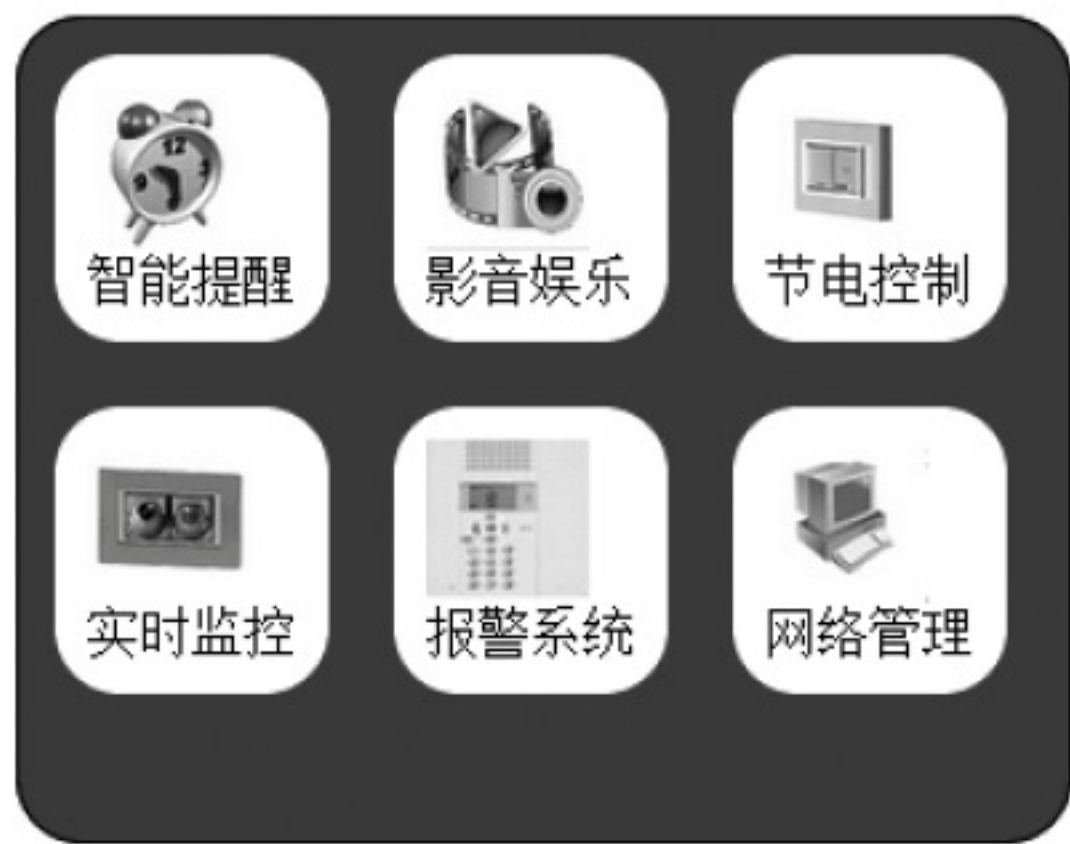 智能提醒
影音娱乐
节电控制
实时监控
报警系统
网络管理